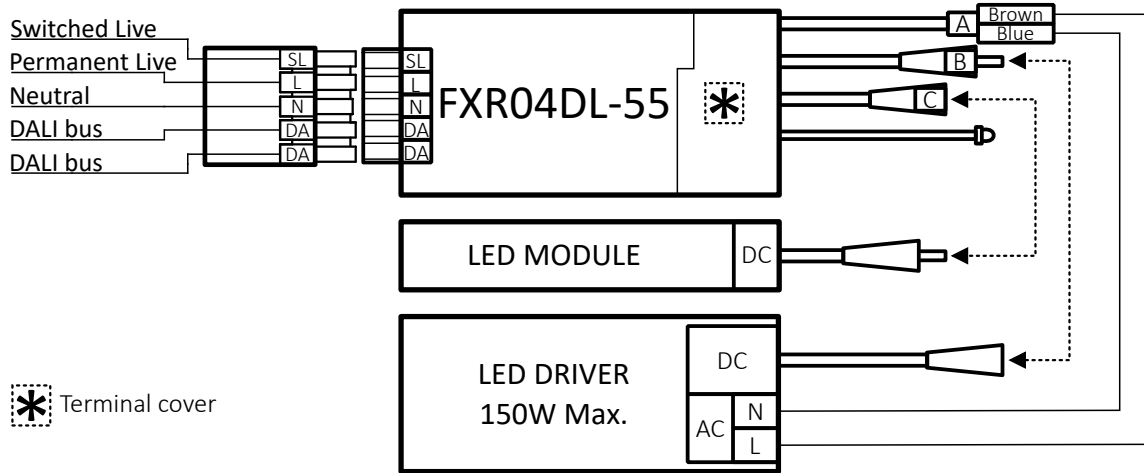 Switched Live
Permanent Live
Neutral
DALI bus
DALI bus
SL
L
N
DA
DA
SL
L
N
DA
DA
FXR04DL-55
*
A
Brown
Blue
B
C
LED MODULE
DC
LED DRIVER
150W Max.
DC
AC
N
L
* Terminal cover